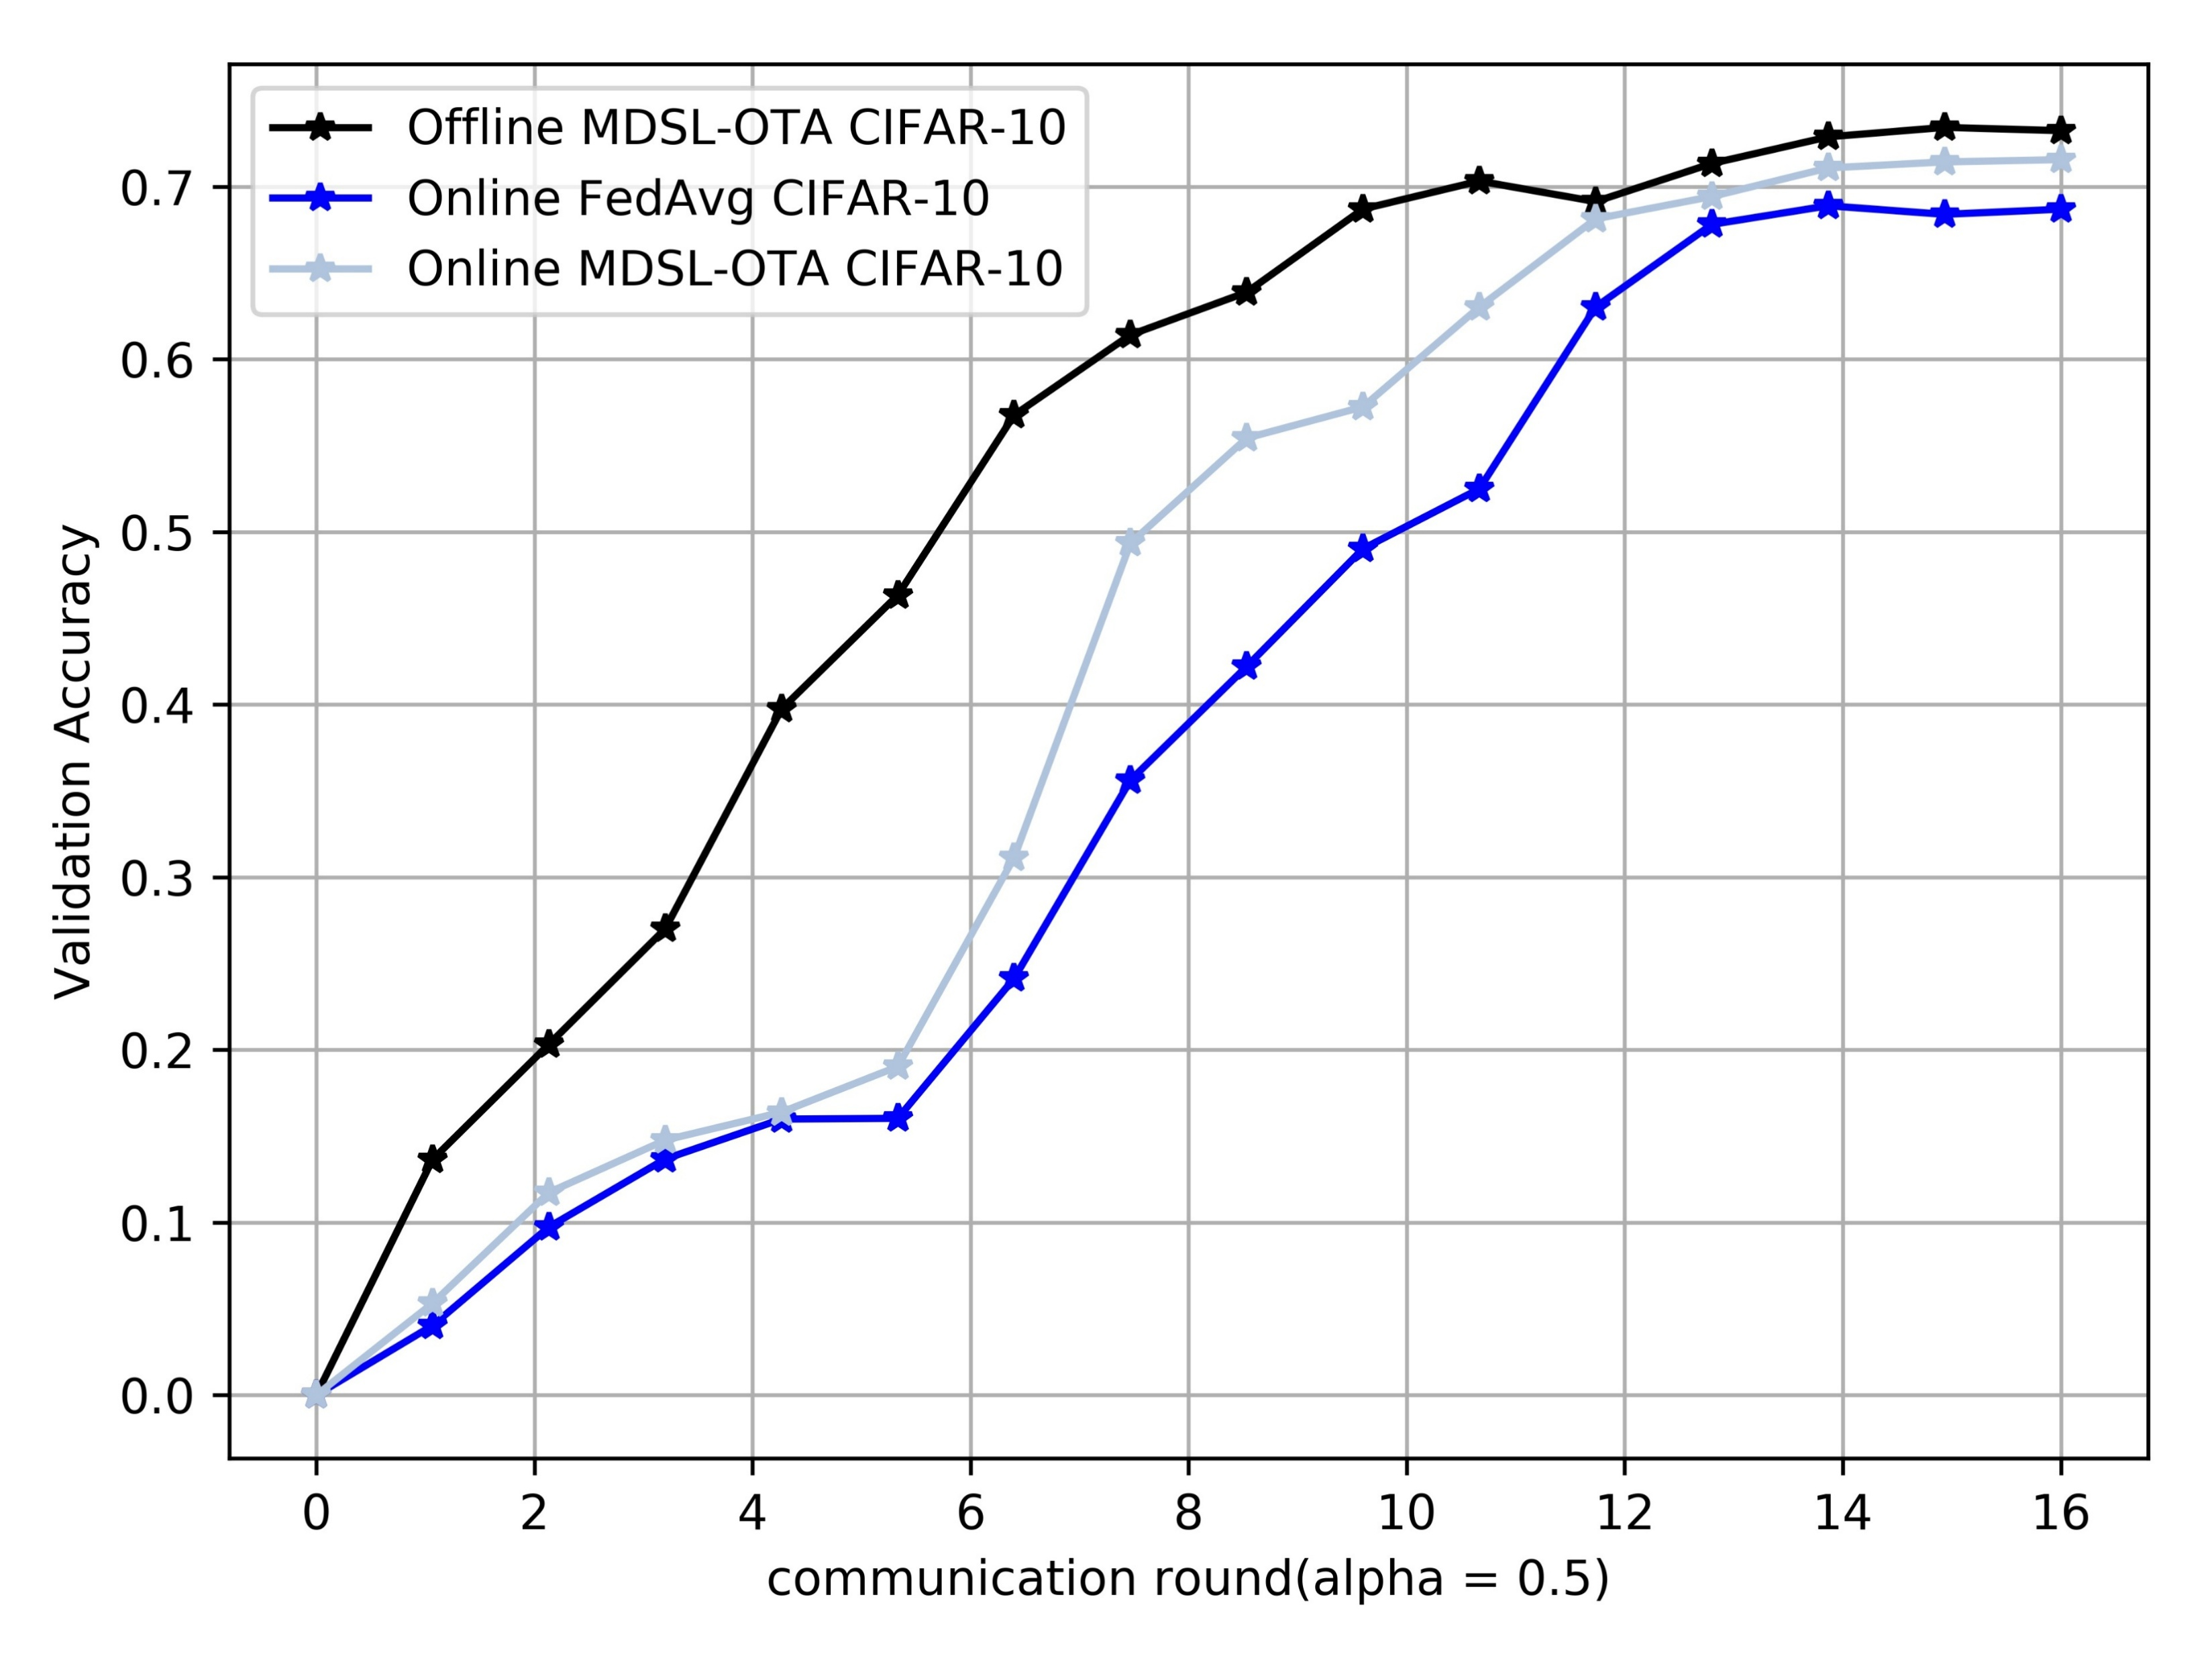 Offline MDSL-OTA CIFAR-10
Online FedAvg CIFAR-10
Online MDSL-OTA CIFAR-10
Validation Accuracy
0.7
0.6
0.5
0.4
0.3
0.2
0.1
0.0
0 2 4 6 8 10 12 14 16
communication round(alpha = 0.5)